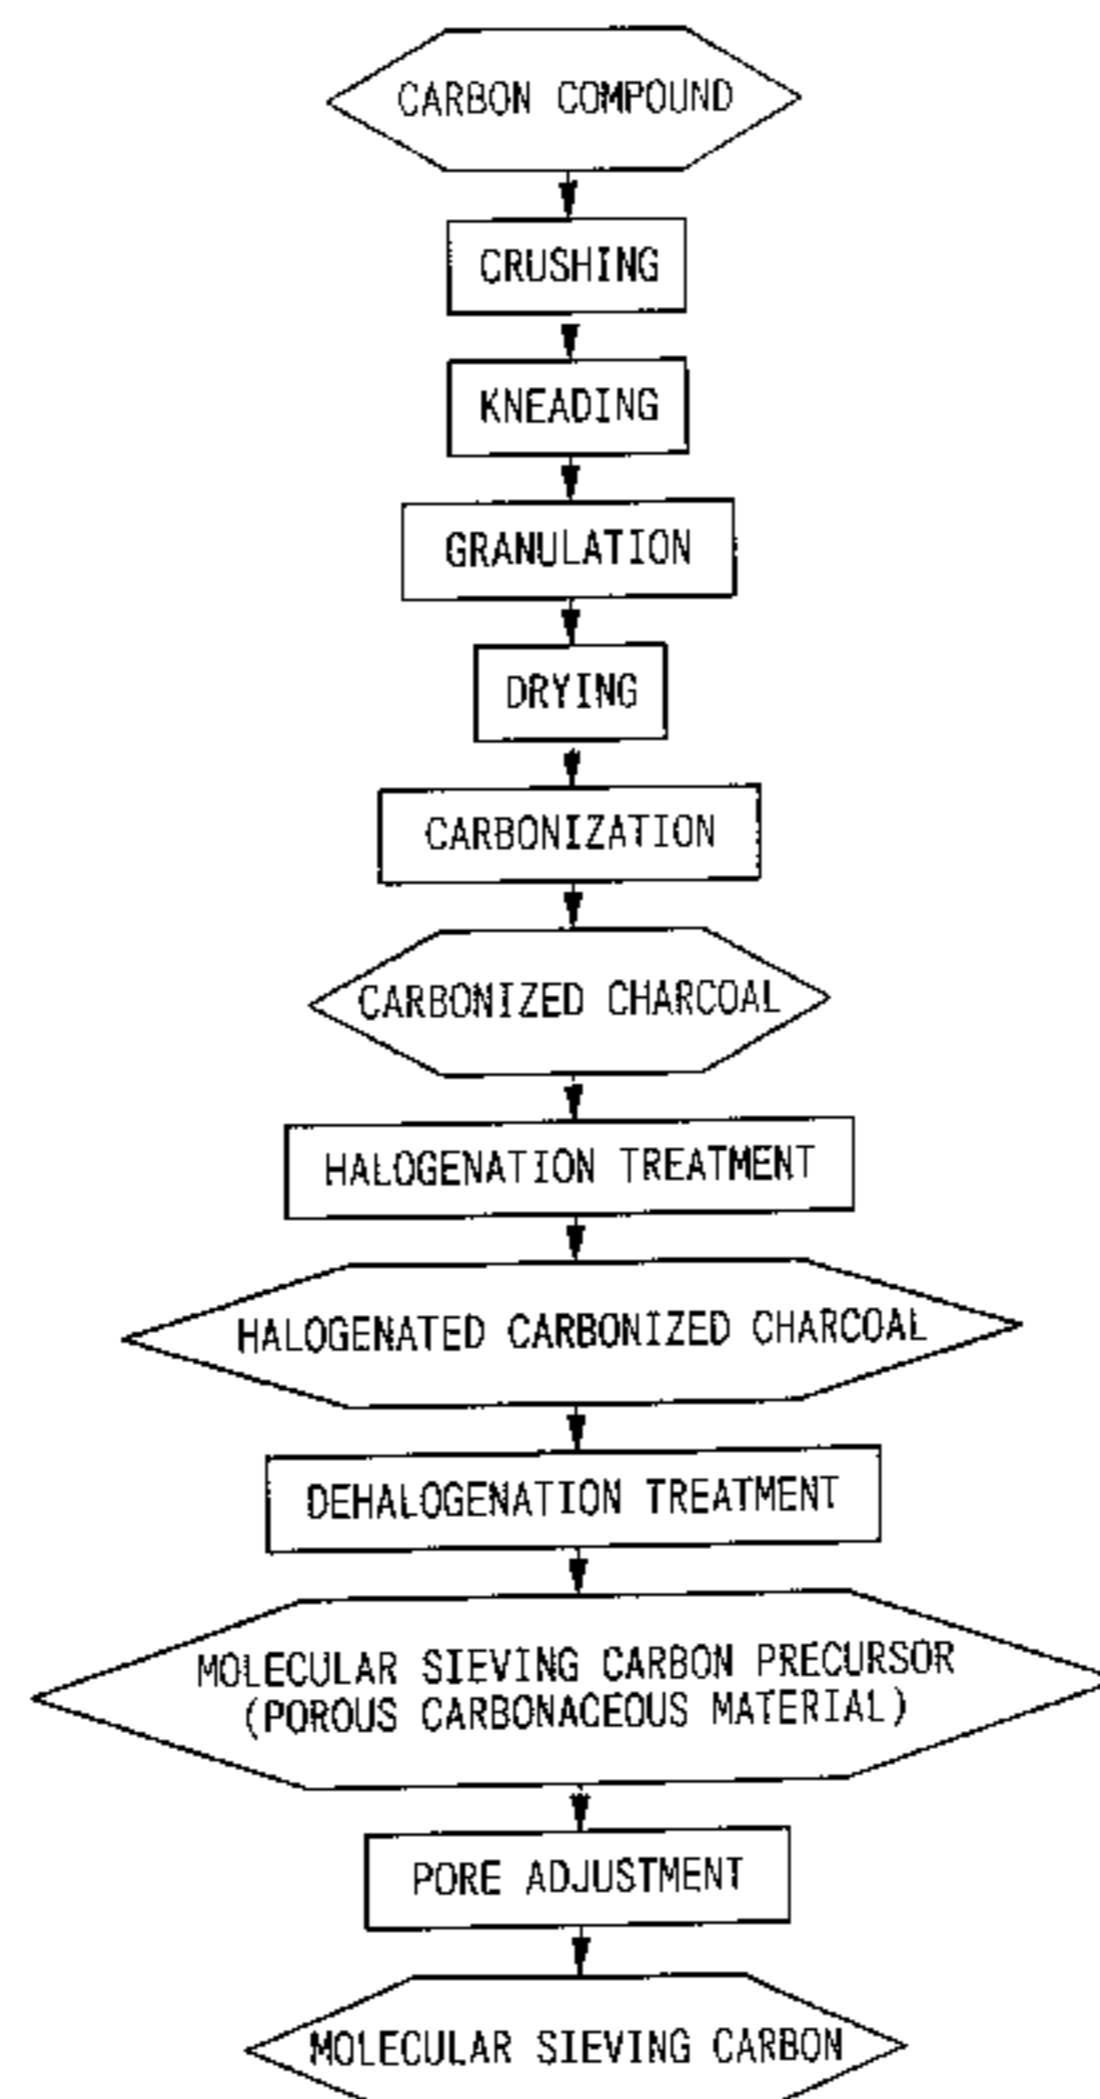 CARBON COMPOUND
CRUSHING
KNEADING
GRANULATION
DRYING
CARBONIZATION
CARBONIZED CHARCOAL
HALOGENATION TREATMENT
HALOGENATED CARBONIZED CHARCOAL
DEHALOGENATION TREATMENT
MOLECULAR SIEVING CARBON PRECURSOR
(POROUS CARBONACEOUS MATERIAL)
PORE ADJUSTMENT
MOLECULAR SIEVING CARBON